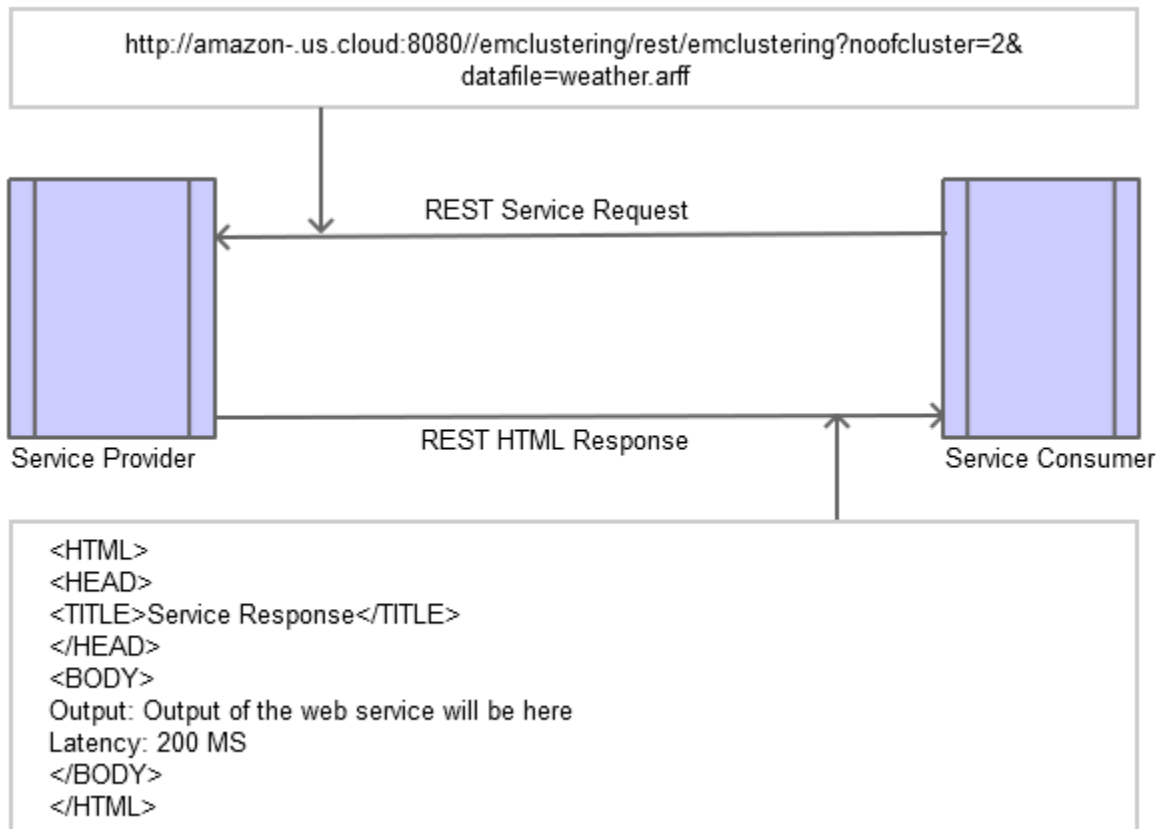 http://amazon-.us.cloud:8080//emclustering/rest/emclustering?noofcluster=2&
datafile=weather.arff
REST Service Request
REST HTML Response
Service Provider
Service Consumer
<HTML>
<HEAD>
<TITLE>Service Response</TITLE>
</HEAD>
<BODY>
Output: Output of the web service will be here
Latency: 200 MS
</BODY>
</HTML>